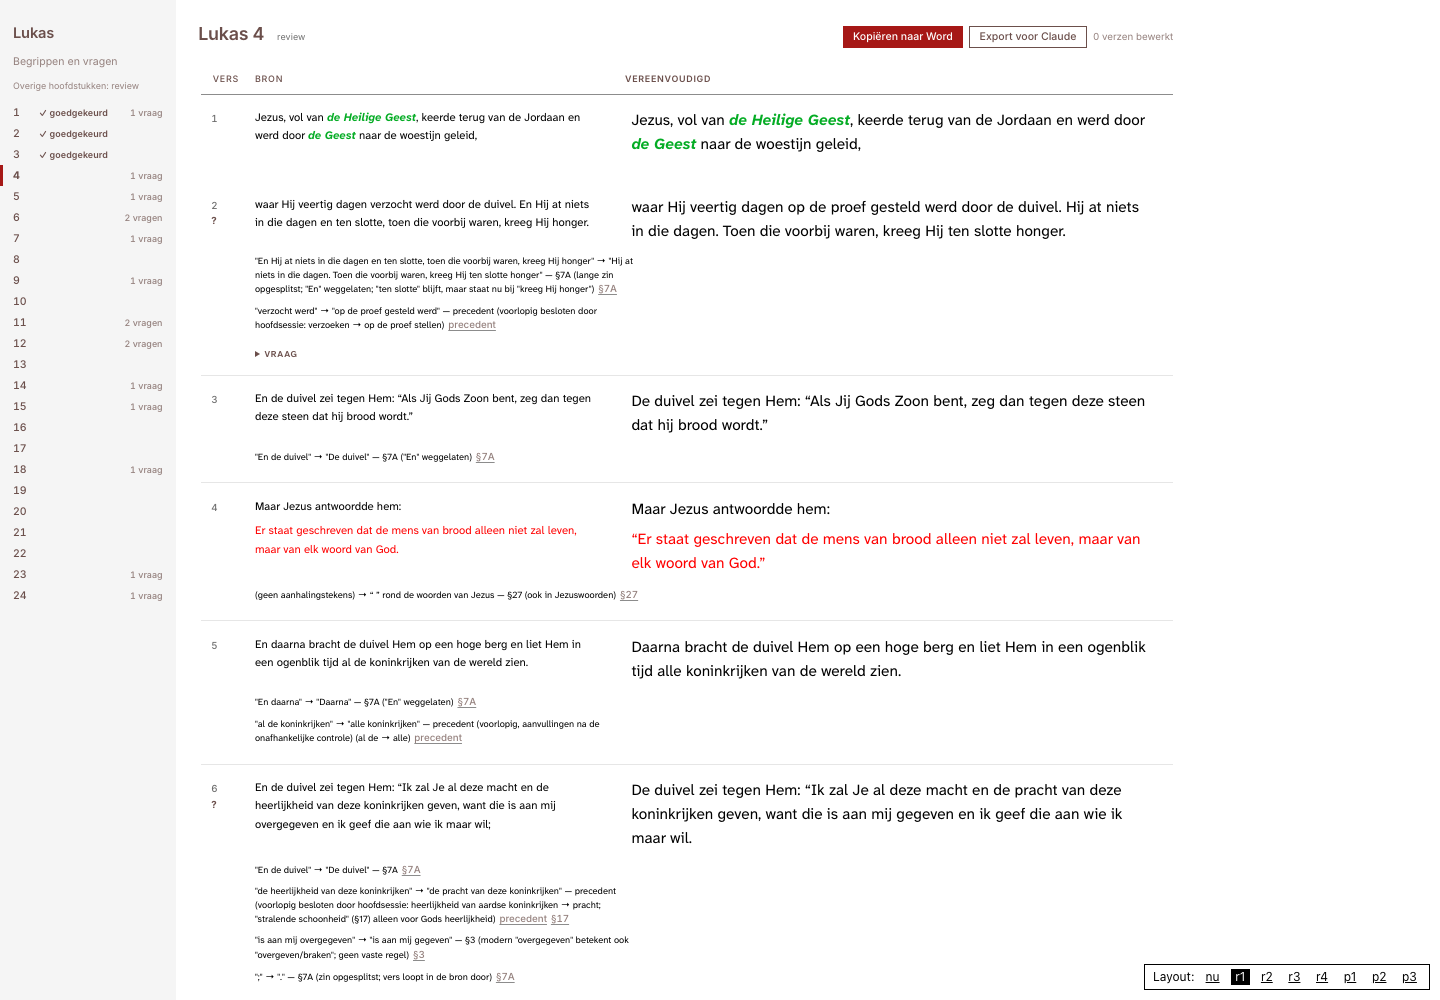 Lukas
Begrippen en vragen
Overige hoofdstukken: review
1 ✓ goedgekeurd 1 vraag
2 ✓ goedgekeurd
3 ✓ goedgekeurd
4 1 vraag
5 1 vraag
6 2 vragen
7 1 vraag
8
9 1 vraag
10
11 2 vragen
12 2 vragen
13
14 1 vraag
15 1 vraag
16
17
18 1 vraag
19
20
21
22
23 1 vraag
24 1 vraag
Lukas 4 review
Kopiëren naar Word Export voor Claude 0 verzen bewerkt
VERS BRON VEREENVOUDIGD
1
Jezus, vol van de Heilige Geest, keerde terug van de Jordaan en
werd door de Geest naar de woestijn geleid,
Jezus, vol van de Heilige Geest, keerde terug van de Jordaan en werd door
de Geest naar de woestijn geleid,
2
?
waar Hij veertig dagen verzocht werd door de duivel. En Hij at niets
in die dagen en ten slotte, toen die voorbij waren, kreeg Hij honger.
waar Hij veertig dagen op de proef gesteld werd door de duivel. Hij at niets
in die dagen. Toen die voorbij waren, kreeg Hij ten slotte honger.
"En Hij at niets in die dagen en ten slotte, toen die voorbij waren, kreeg Hij honger" → "Hij at
niets in die dagen. Toen die voorbij waren, kreeg Hij ten slotte honger" — §7A (lange zin
opgesplitst; "En" weggelaten; "ten slotte" blijft, maar staat nu bij "kreeg Hij honger") §7A
"verzocht werd" → "op de proef gesteld werd" — precedent (voorlopig besloten door
hoofdsessie: verzoeken → op de proef stellen) precedent
▶ VRAAG
3
En de duivel zei tegen Hem: “Als Jij Gods Zoon bent, zeg dan tegen
deze steen dat hij brood wordt.”
De duivel zei tegen Hem: “Als Jij Gods Zoon bent, zeg dan tegen deze steen
dat hij brood wordt.”
"En de duivel" → "De duivel" — §7A ("En" weggelaten) §7A
4
Maar Jezus antwoordde hem:
Er staat geschreven dat de mens van brood alleen niet zal leven,
maar van elk woord van God.
Maar Jezus antwoordde hem:
“Er staat geschreven dat de mens van brood alleen niet zal leven, maar van
elk woord van God.”
(geen aanhalingstekens) → “ ” rond de woorden van Jezus — §27 (ook in Jezuswoorden) §27
5
En daarna bracht de duivel Hem op een hoge berg en liet Hem in
een ogenblik tijd al de koninkrijken van de wereld zien.
Daarna bracht de duivel Hem op een hoge berg en liet Hem in een ogenblik
tijd alle koninkrijken van de wereld zien.
"En daarna" → "Daarna" — §7A ("En" weggelaten) §7A
"al de koninkrijken" → "alle koninkrijken" — precedent (voorlopig, aanvullingen na de
onafhankelijke controle) (al de → alle) precedent
6
?
En de duivel zei tegen Hem: “Ik zal Je al deze macht en de
heerlijkheid van deze koninkrijken geven, want die is aan mij
overgegeven en ik geef die aan wie ik maar wil;
De duivel zei tegen Hem: “Ik zal Je al deze macht en de pracht van deze
koninkrijken geven, want die is aan mij gegeven en ik geef die aan wie ik
maar wil.
"En de duivel" → "De duivel" — §7A §7A
"de heerlijkheid van deze koninkrijken" → "de pracht van deze koninkrijken" — precedent
(voorlopig besloten door hoofdsessie: heerlijkheid van aardse koninkrijken → pracht;
"stralende schoonheid" (§17) alleen voor Gods heerlijkheid) precedent §17
"is aan mij overgegeven" → "is aan mij gegeven" — §3 (modern "overgegeven" betekent ook
"overgeven/braken"; geen vaste regel) §3
";" → "." — §7A (zin opgesplitst; vers loopt in de bron door) §7A
Layout: nu r1 r2 r3 r4 p1 p2 p3